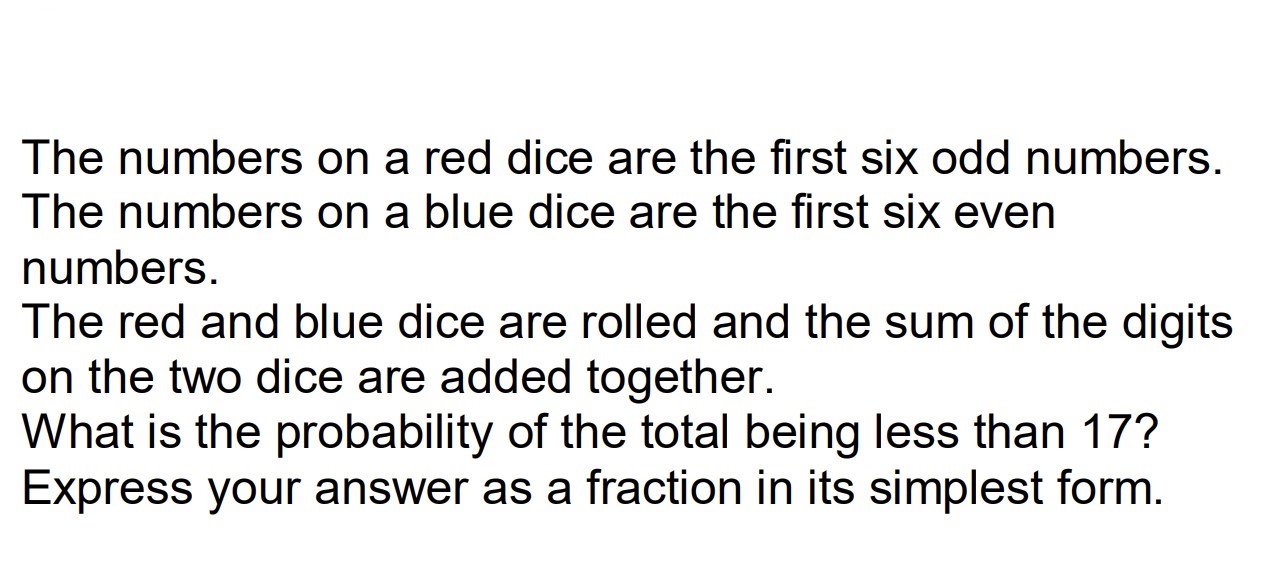 The numbers on a red dice are the first six odd numbers.
The numbers on a blue dice are the first six even
numbers.
The red and blue dice are rolled and the sum of the digits
on the two dice are added together.
What is the probability of the total being less than 17?
Express your answer as a fraction in its simplest form.